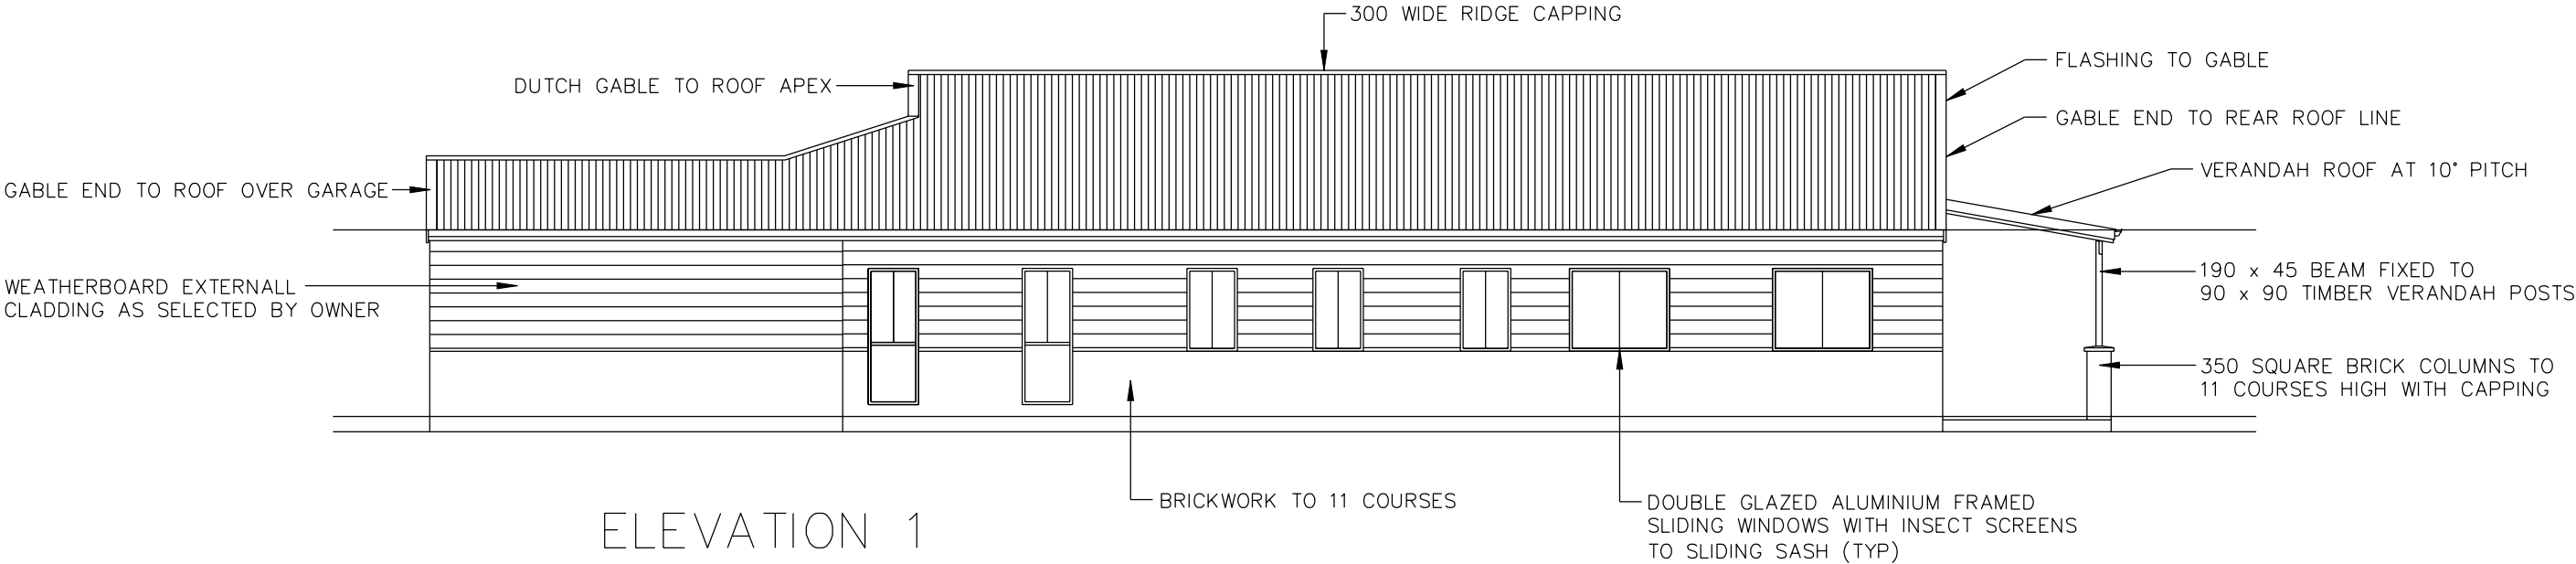 300 WIDE RIDGE CAPPING
FLASHING TO GABLE
DUTCH GABLE TO ROOF APEX
GABLE END TO REAR ROOF LINE
VERANDAH ROOF AT 10° PITCH
GABLE END TO ROOF OVER GARAGE
190 x 45 BEAM FIXED TO
90 x 90 TIMBER VERANDAH POSTS
WEATHERBOARD EXTERNALL
CLADDING AS SELECTED BY OWNER
350 SQUARE BRICK COLUMNS TO
11 COURSES HIGH WITH CAPPING
BRICKWORK TO 11 COURSES
DOUBLE GLAZED ALUMINIUM FRAMED
SLIDING WINDOWS WITH INSECT SCREENS
TO SLIDING SASH (TYP)
ELEVATION 1